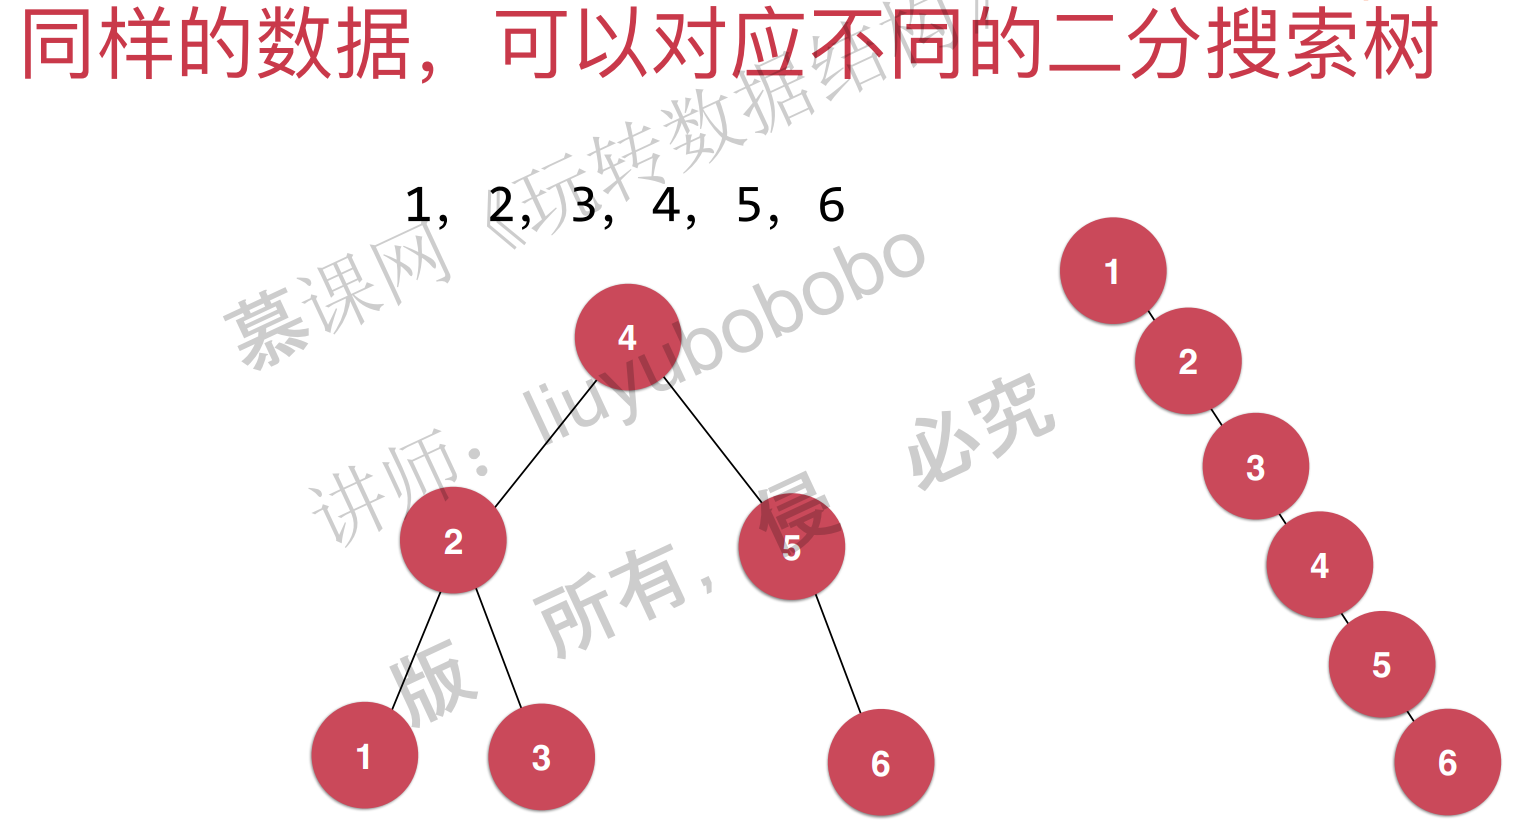 同样的数据，可以对应不同的二分搜索树
1, 2, 3, 4, 5, 6
慕课网《玩转数据结构》
讲师：liuyubobobo
版 所有，侵 必究
4
2
5
1
3
6
1
2
3
4
5
6